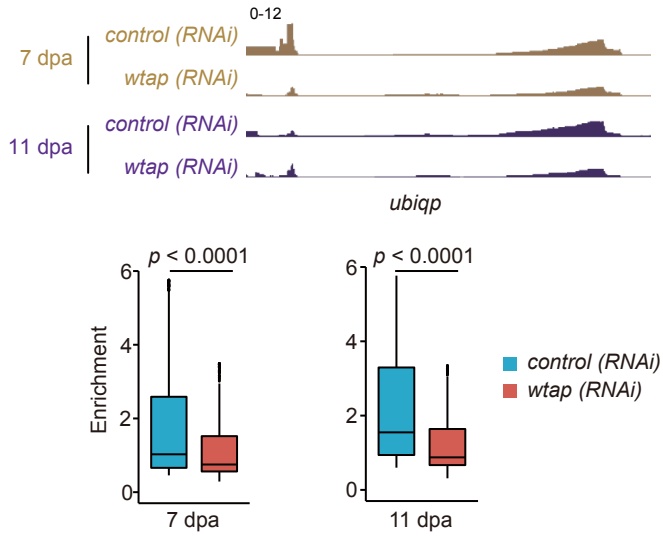 0-12
control (RNAi)
7 dpa
wtap (RNAi)
control (RNAi)
11 dpa
wtap (RNAi)
ubiqp
p < 0.0001
p < 0.0001
6
4
2
0
Enrichment
7 dpa
6
4
2
0
11 dpa
control (RNAi)
wtap (RNAi)